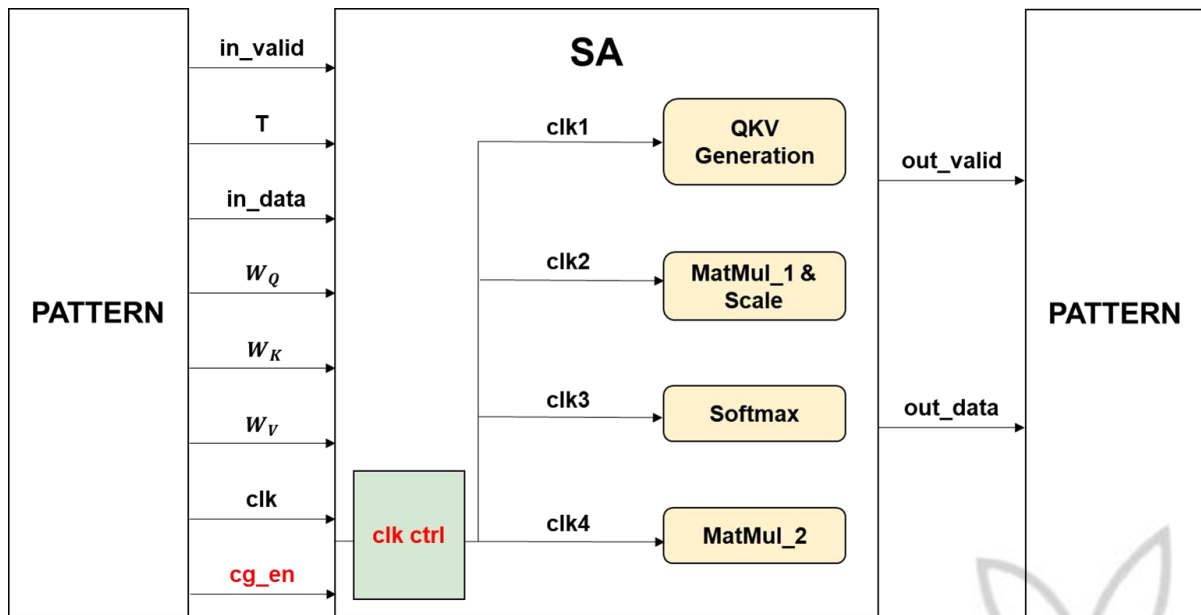 PATTERN
in_valid
T
in_data
W_Q
W_K
W_V
clk
cg_en
SA
clk ctrl
clk1
QKV
Generation
clk2
MatMul_1 &
Scale
clk3
Softmax
clk4
MatMul_2
out_valid
out_data
PATTERN